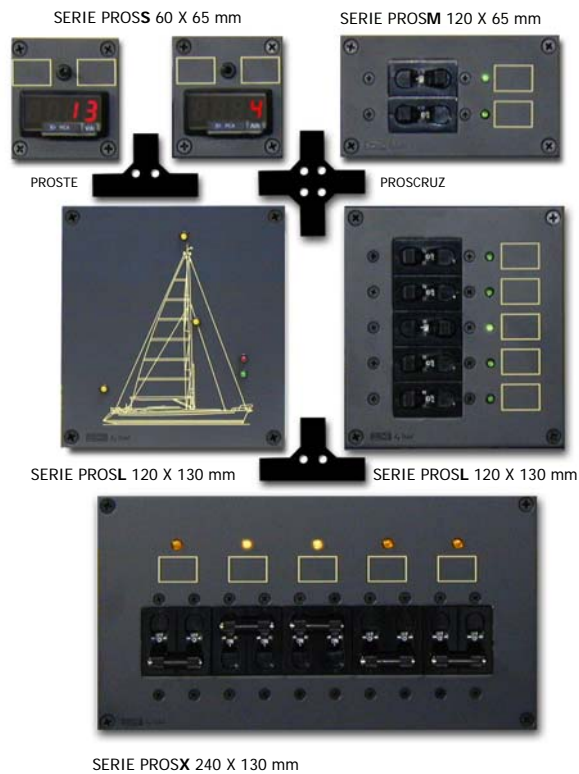 SERIE PROSS 60 X 65 mm
SERIE PROSM 120 X 65 mm
13
4
PROSTE
PROSCRUZ
SERIE PROSL 120 X 130 mm
SERIE PROSL 120 X 130 mm
SERIE PROSX 240 X 130 mm